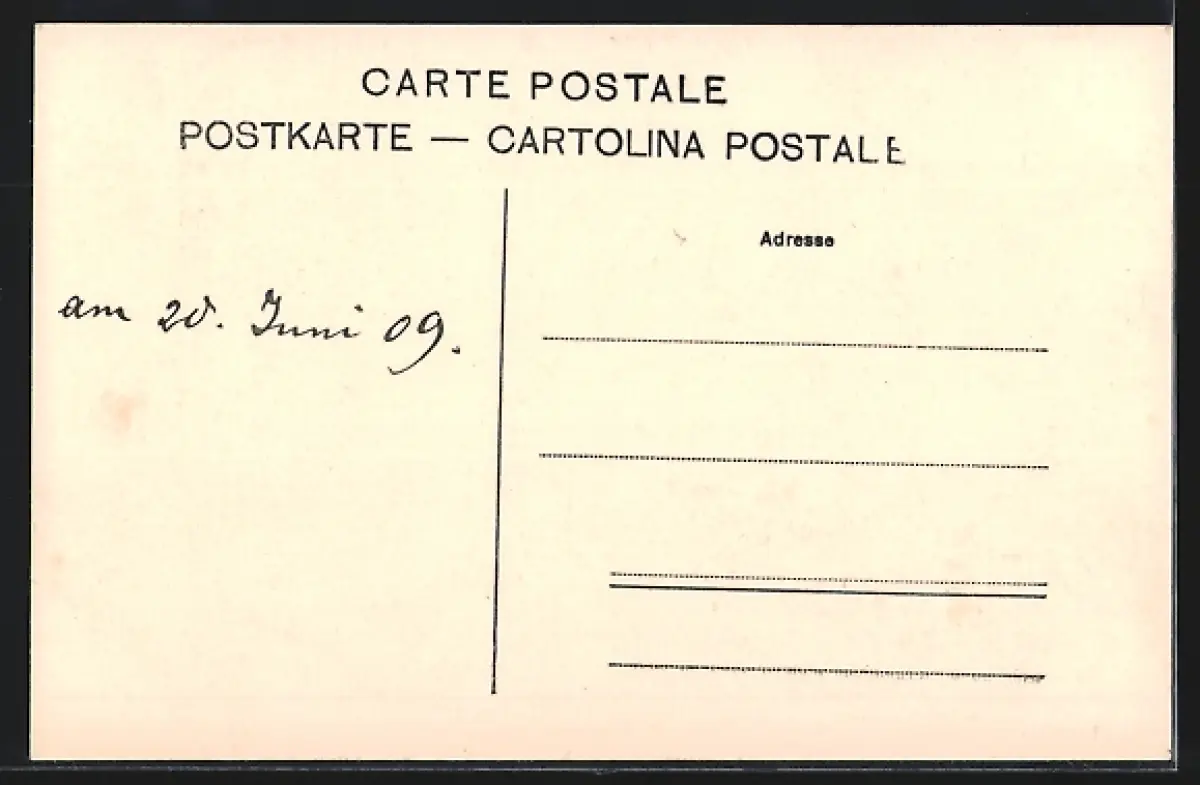 CARTE POSTALE
POSTKARTE — CARTOLINA POSTALE
Adresse
am 20. Juni 09.